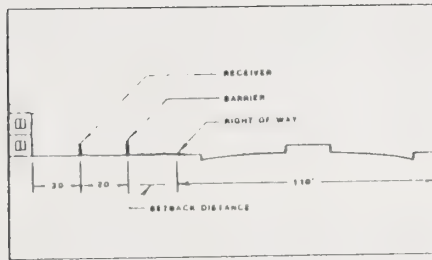 RECEIVER
BARRIER
RIGHT OF WAY
30
20
110'
SETBACK DISTANCE